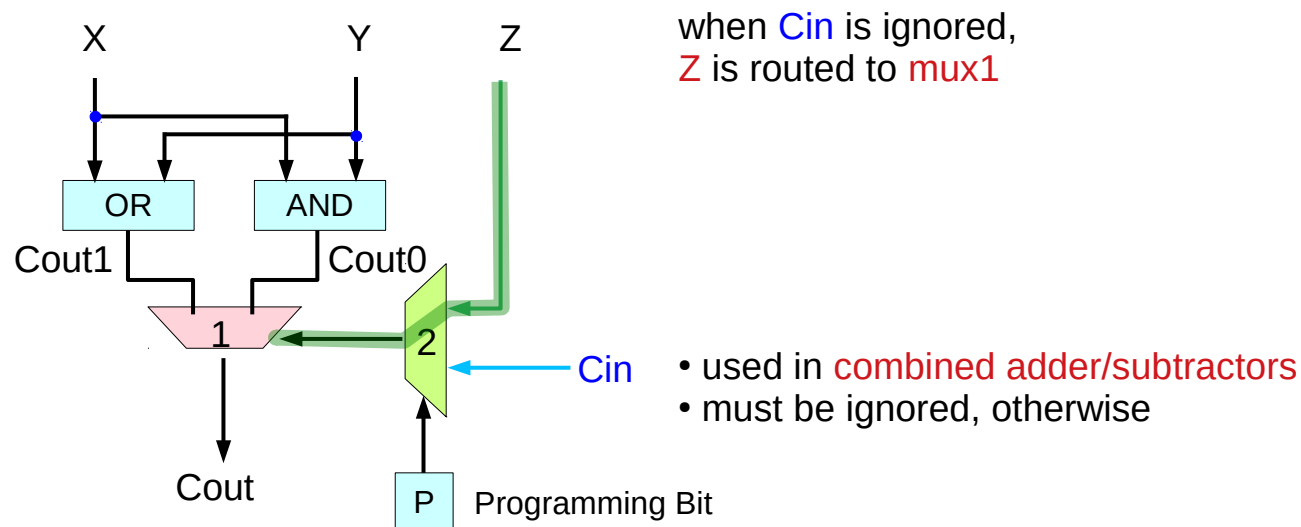 X
Y
Z
when Cin is ignored,
Z is routed to mux1
OR
AND
Cout1
Cout0
1
2
Cin
• used in combined adder/subtractors
• must be ignored, otherwise
Cout
P
Programming Bit